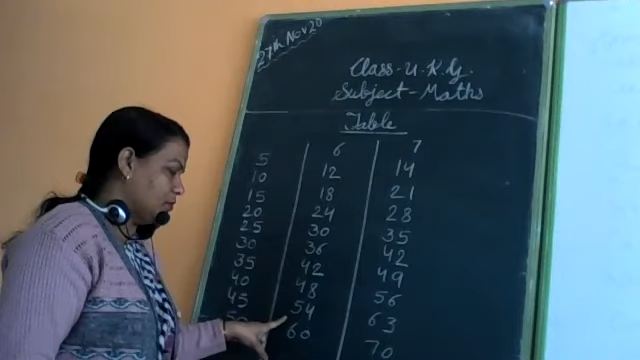 27th Nov 20
Class-U.K.G.
Subject-Maths
Table
5 6 7
10 12 14
15 18 21
20 24 28
25 30 35
30 36 42
35 42 49
40 48 56
45 54 63
50 60 70